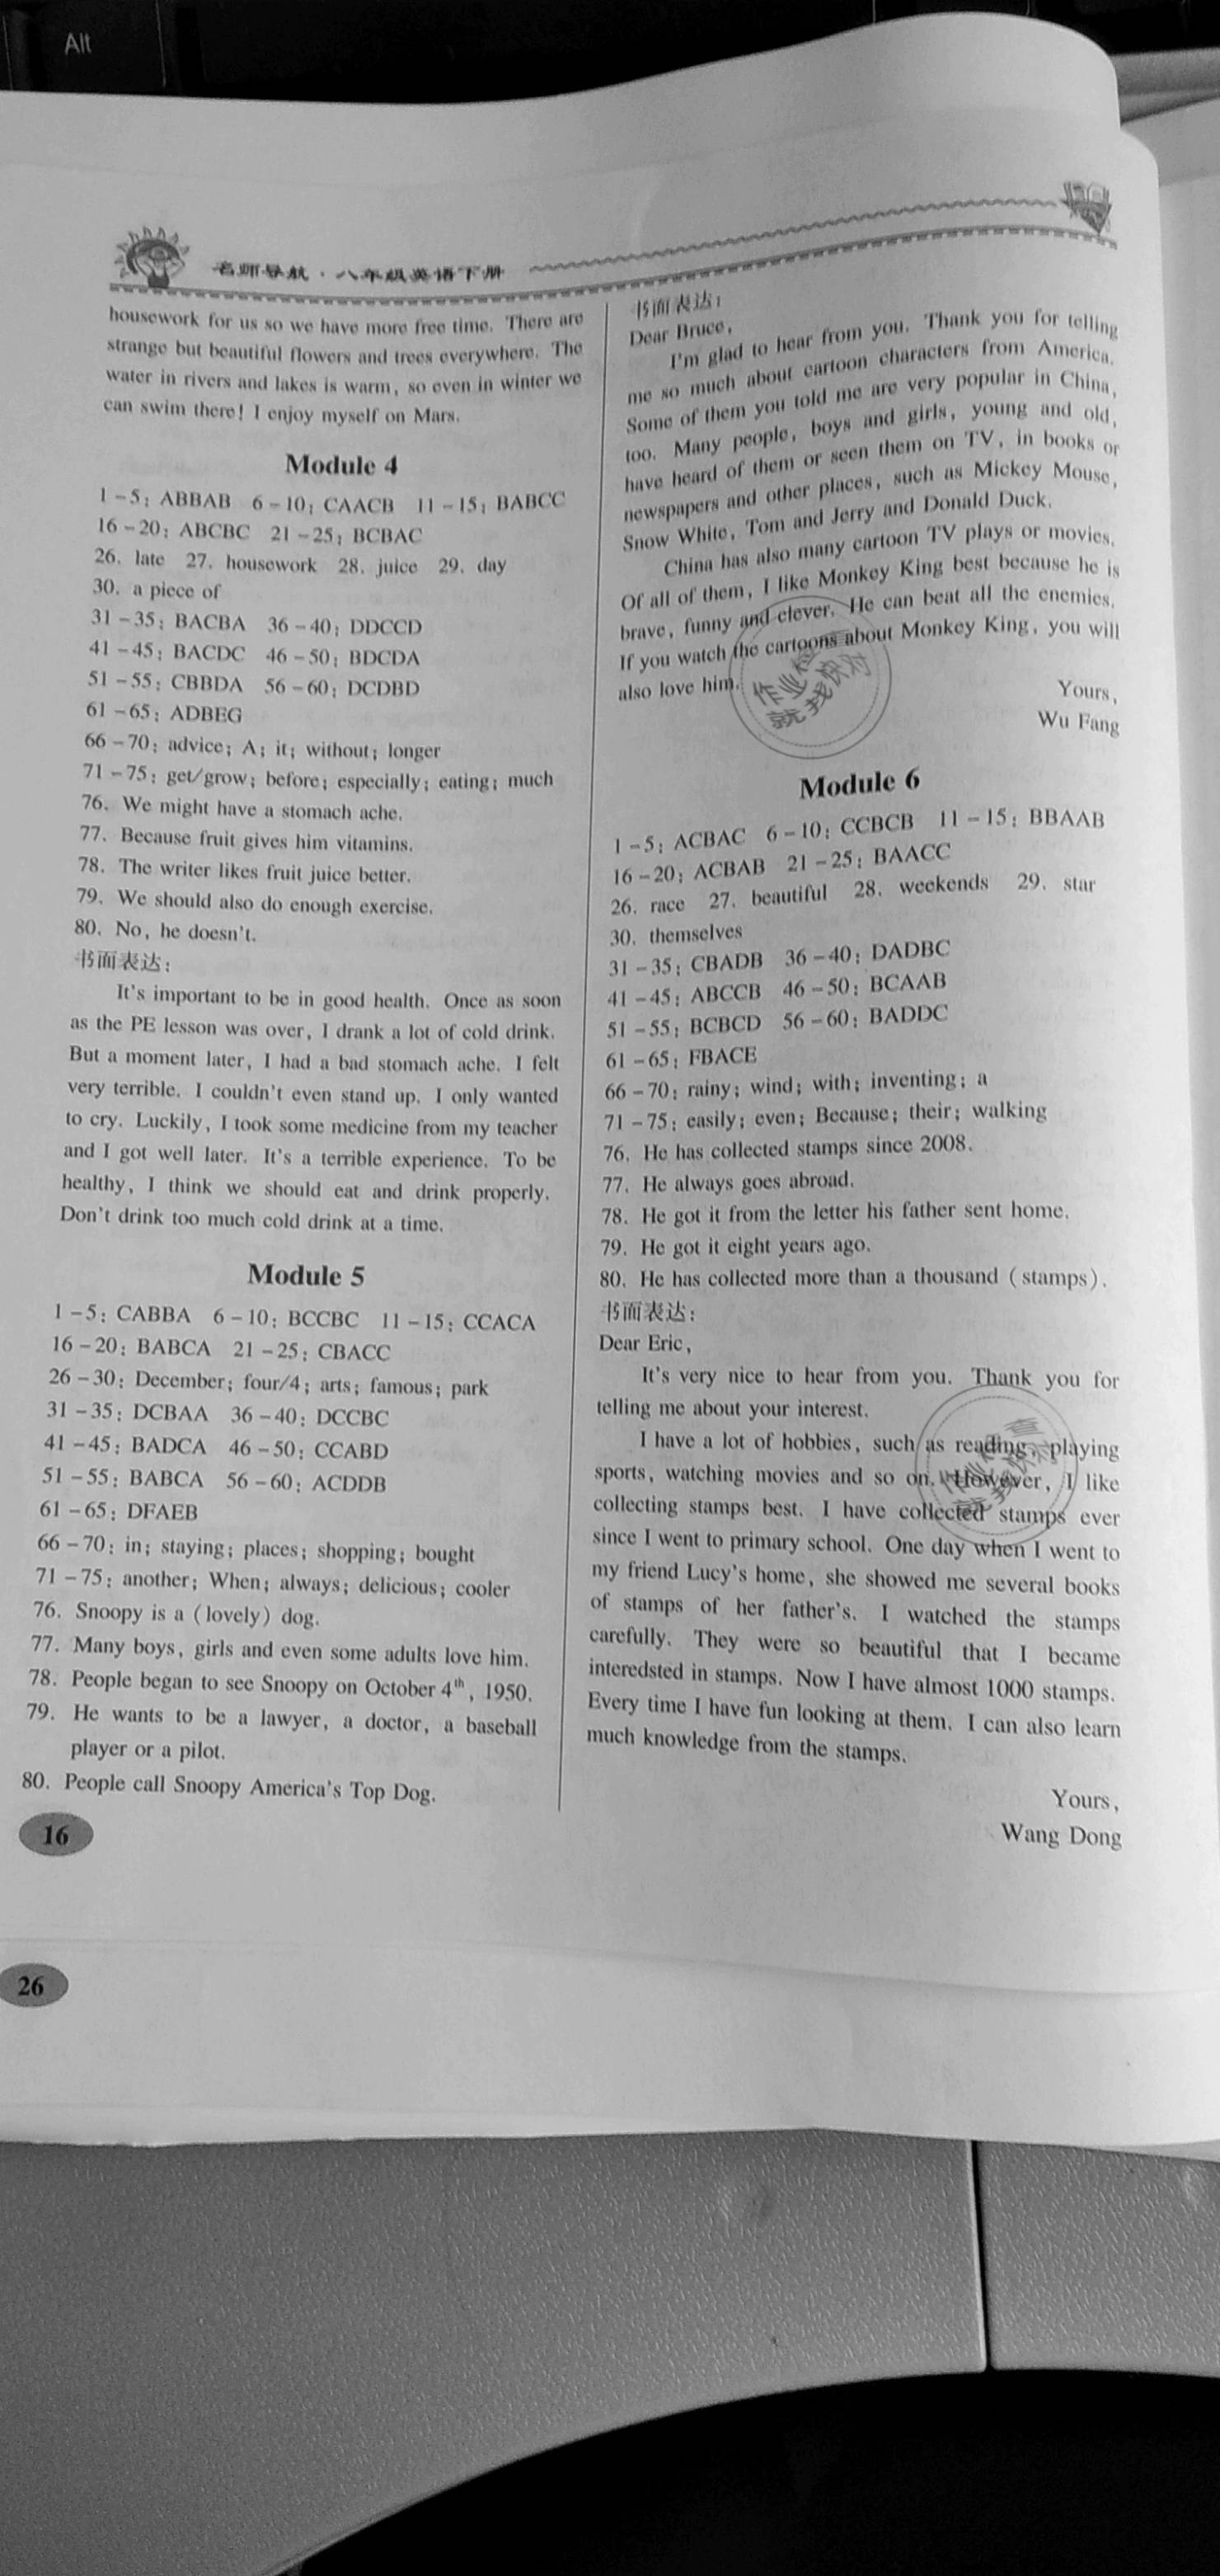 Alt
名师导航·八年级英语下册
housework for us so we have more free time. There are
strange but beautiful flowers and trees everywhere. The
water in rivers and lakes is warm, so even in winter we
can swim there! I enjoy myself on Mars.
Module 4
1-5: ABBAB 6-10: CAACB 11-15: BABCC
16-20: ABCBC 21-25: BCBAC
26. late 27. housework 28. juice 29. day
30. a piece of
31-35: BACBA 36-40: DDCCD
41-45: BACDC 46-50: BDCDA
51-55: CBBDA 56-60: DCDBD
61-65: ADBEG
66-70: advice; A; it; without; longer
71-75: get/grow; before; especially; eating; much
76. We might have a stomach ache.
77. Because fruit gives him vitamins.
78. The writer likes fruit juice better.
79. We should also do enough exercise.
80. No, he doesn't.
书面表达:
It's important to be in good health. Once as soon
as the PE lesson was over, I drank a lot of cold drink.
But a moment later, I had a bad stomach ache. I felt
very terrible. I couldn't even stand up. I only wanted
to cry. Luckily, I took some medicine from my teacher
and I got well later. It's a terrible experience. To be
healthy, I think we should eat and drink properly.
Don't drink too much cold drink at a time.
Module 5
1-5: CABBA 6-10: BCCBC 11-15: CCACA
16-20: BABCA 21-25: CBACC
26-30: December; four/4; arts; famous; park
31-35: DCBAA 36-40: DCCBC
41-45: BADCA 46-50: CCABD
51-55: BABCA 56-60: ACDDB
61-65: DFAEB
66-70: in; staying; places; shopping; bought
71-75: another; When; always; delicious; cooler
76. Snoopy is a (lovely) dog.
77. Many boys, girls and even some adults love him.
78. People began to see Snoopy on October 4th, 1950.
79. He wants to be a lawyer, a doctor, a baseball
player or a pilot.
80. People call Snoopy America's Top Dog.
16
书面表达:
Dear Bruce,
I'm glad to hear from you. Thank you for telling
me so much about cartoon characters from America.
Some of them you told me are very popular in China,
too. Many people, boys and girls, young and old,
have heard of them or seen them on TV, in books or
newspapers and other places, such as Mickey Mouse,
Snow White, Tom and Jerry and Donald Duck.
China has also many cartoon TV plays or movies.
Of all of them, I like Monkey King best because he is
brave, funny and clever. He can beat all the enemies.
If you watch the cartoons about Monkey King, you will
also love him.
作业检查
就找快对
Yours,
Wu Fang
Module 6
1-5: ACBAC 6-10: CCBCB 11-15: BBAAB
16-20: ACBAB 21-25: BAACC
26. race 27. beautiful 28. weekends 29. star
30. themselves
31-35: CBADB 36-40: DADBC
41-45: ABCCB 46-50: BCAAB
51-55: BCBCD 56-60: BADDC
61-65: FBACE
66-70: rainy; wind; with; inventing; a
71-75: easily; even; Because; their; walking
76. He has collected stamps since 2008.
77. He always goes abroad.
78. He got it from the letter his father sent home.
79. He got it eight years ago.
80. He has collected more than a thousand (stamps).
书面表达:
Dear Eric,
It's very nice to hear from you. Thank you for
telling me about your interest.
I have a lot of hobbies, such as reading, playing
sports, watching movies and so on. However, I like
collecting stamps best. I have collected stamps ever
since I went to primary school. One day when I went to
my friend Lucy's home, she showed me several books
of stamps of her father's. I watched the stamps
carefully. They were so beautiful that I became
interedsted in stamps. Now I have almost 1000 stamps.
Every time I have fun looking at them. I can also learn
much knowledge from the stamps.
作业检查
就找快对
Yours,
Wang Dong
26